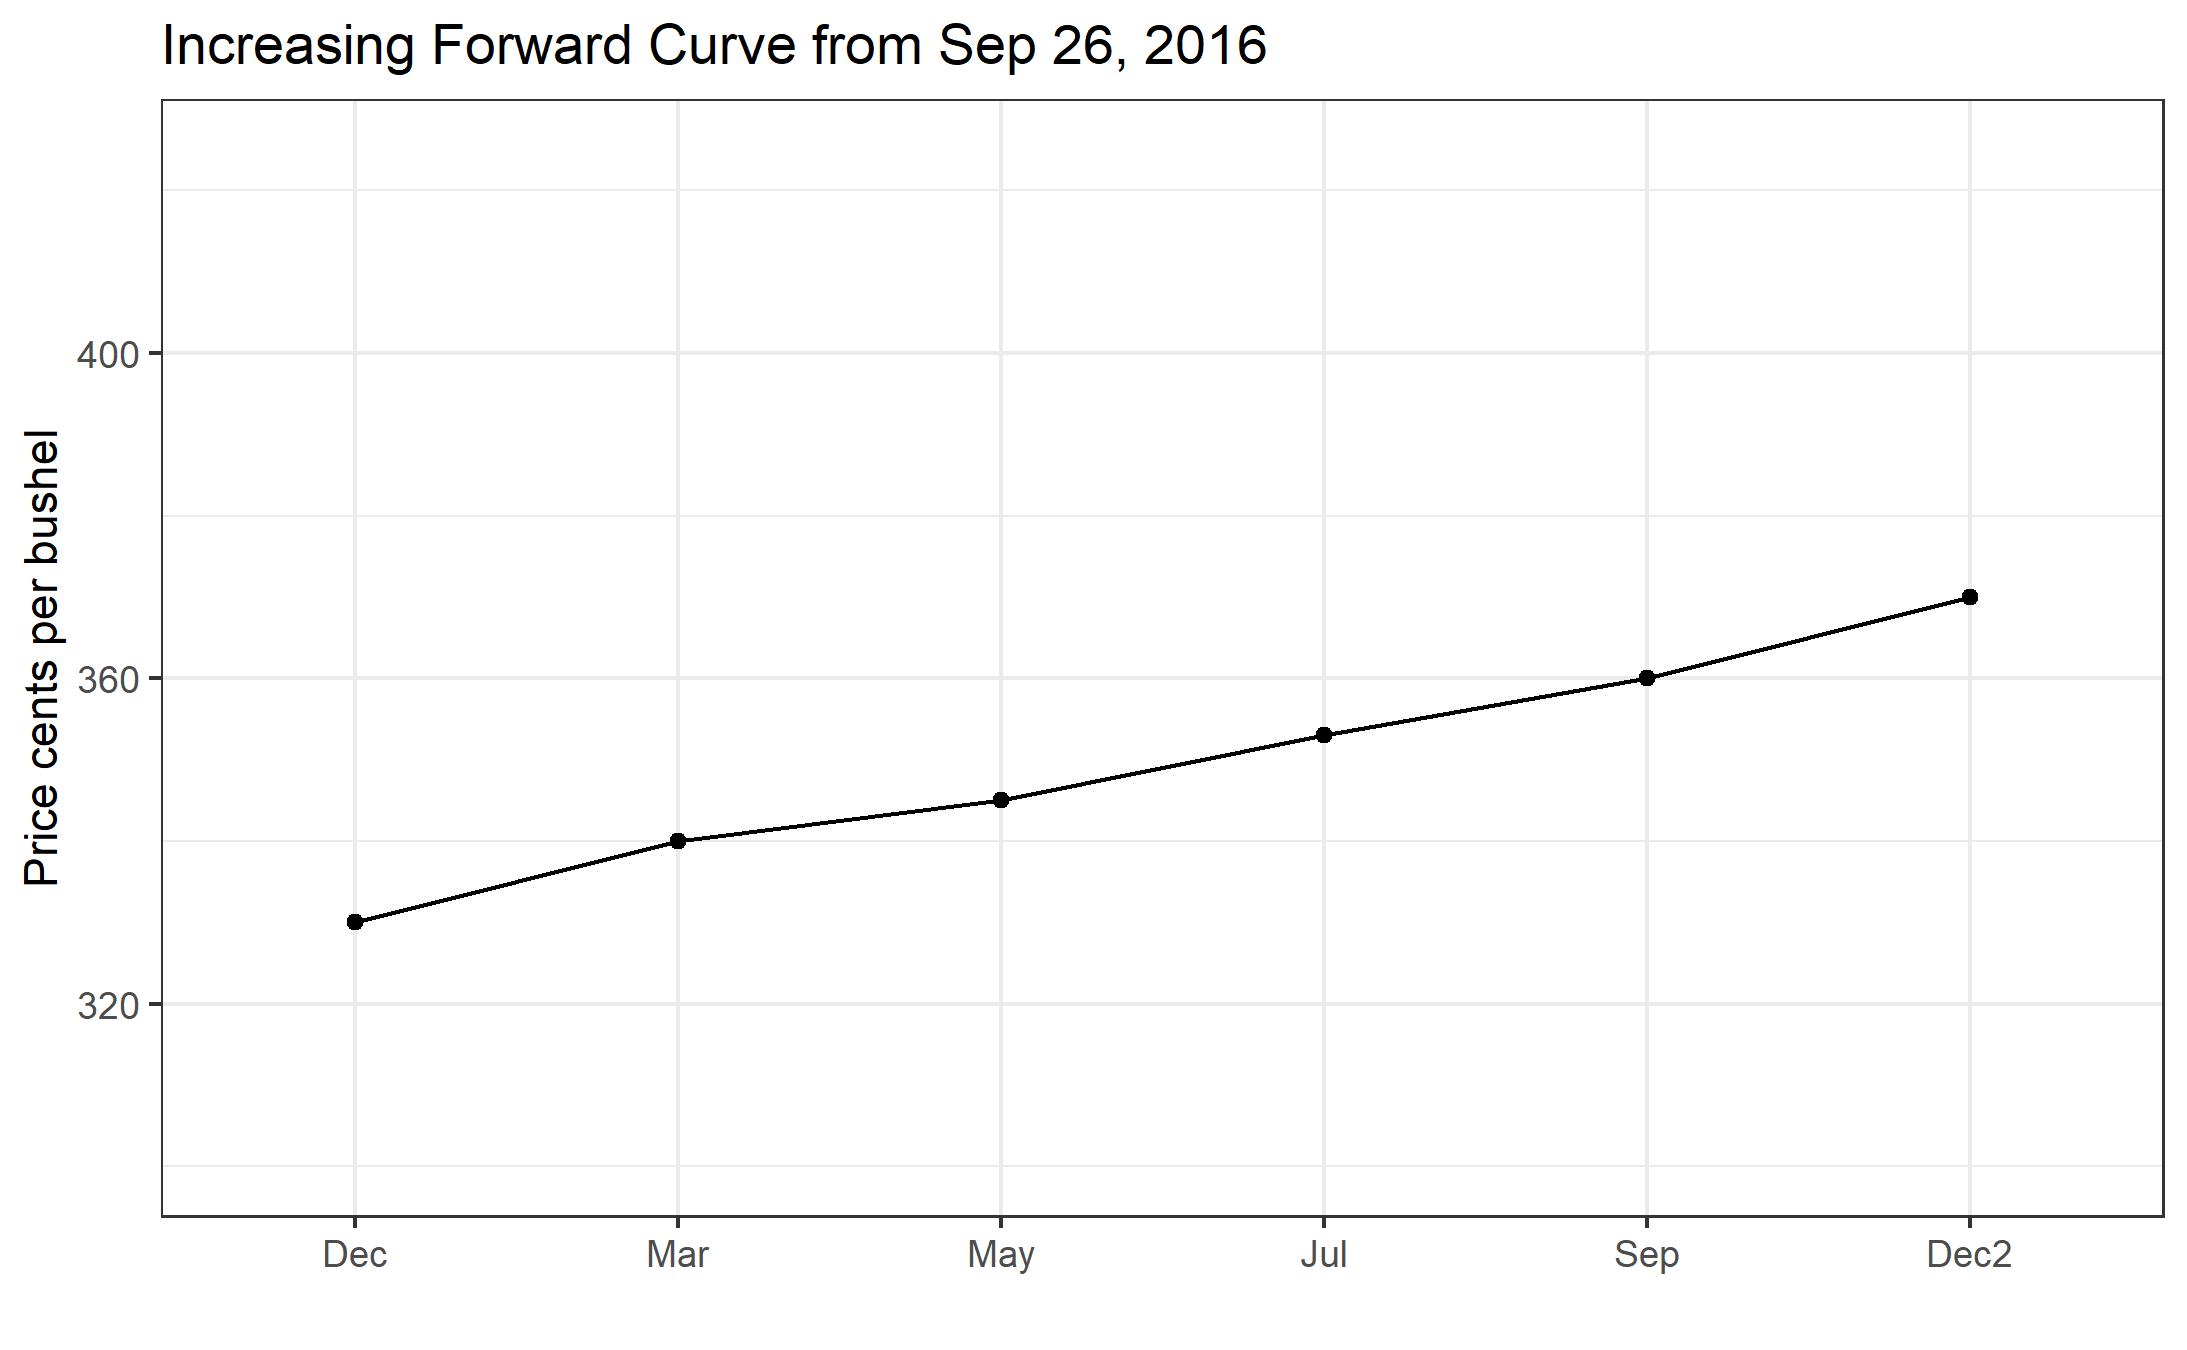 Increasing Forward Curve from Sep 26, 2016
Price cents per bushel
400
360
320
Dec Mar May Jul Sep Dec2